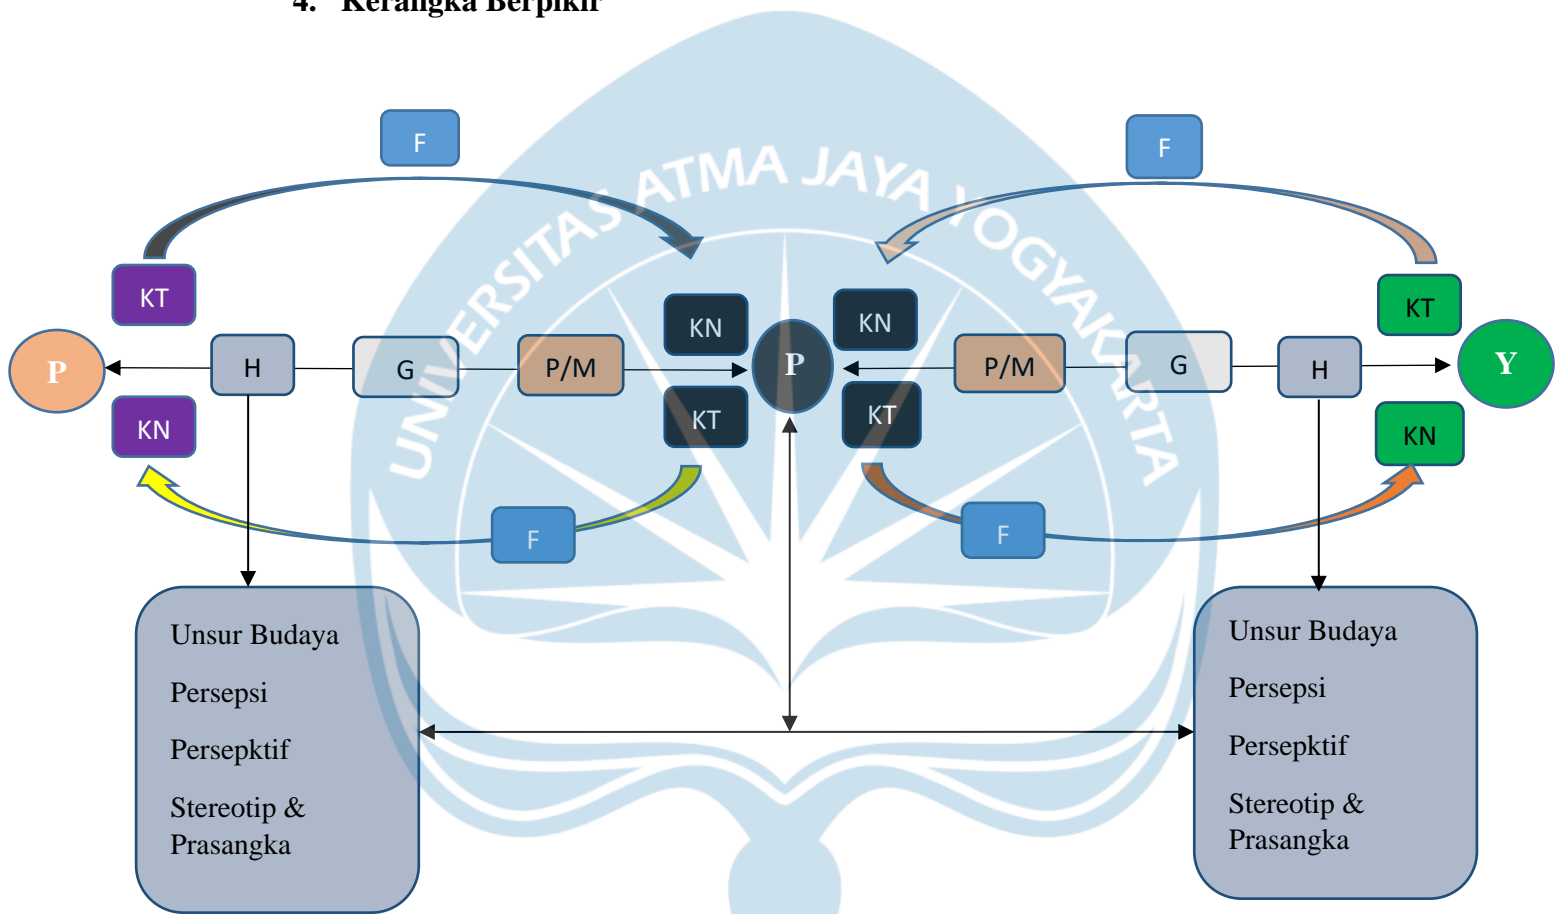 4. Kerangka Berpikir
F
F
UNIVERSITAS ATMA JAYA YOGYAKARTA
KT
KN
KN
KT
P
H
G
P/M
P
P/M
G
H
Y
KN
KT
KT
KN
F
F
Unsur Budaya
Persepsi
Persepktif
Stereotip &
Prasangka
Unsur Budaya
Persepsi
Persepktif
Stereotip &
Prasangka